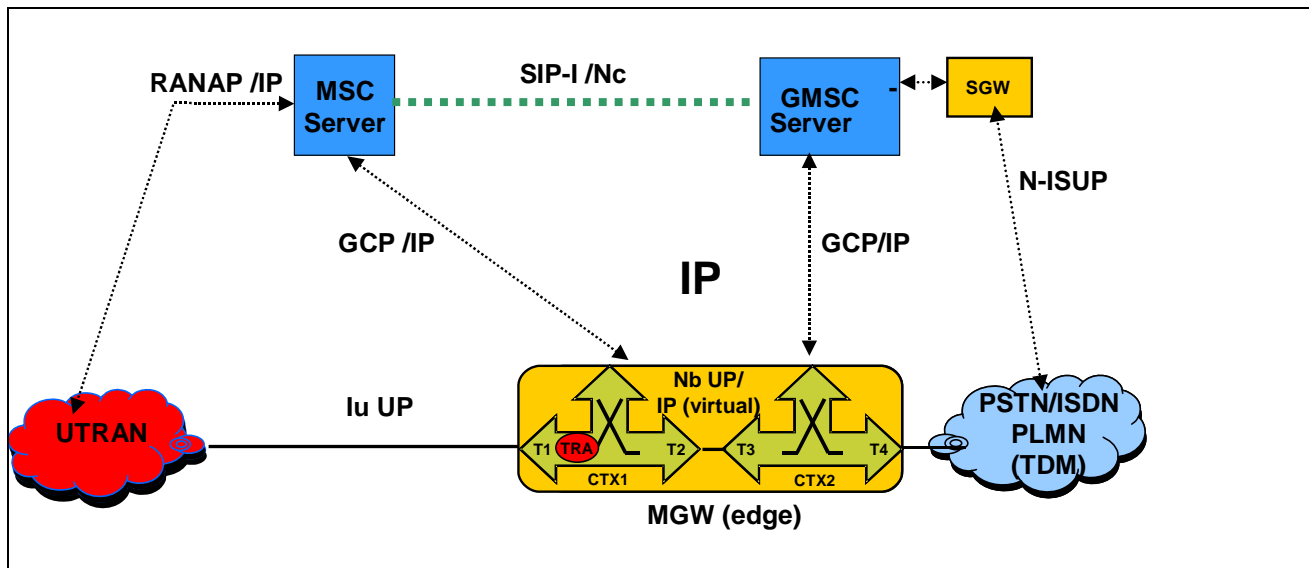 RANAP /IP
MSC
Server
SIP-I /Nc
GMSC
Server
-
SGW
N-ISUP
GCP /IP
GCP/IP
IP
Iu UP
UTRAN
Nb UP/
IP (virtual)
T1
TRA
T2
T3
T4
CTX1
CTX2
MGW (edge)
PSTN/ISDN
PLMN
(TDM)